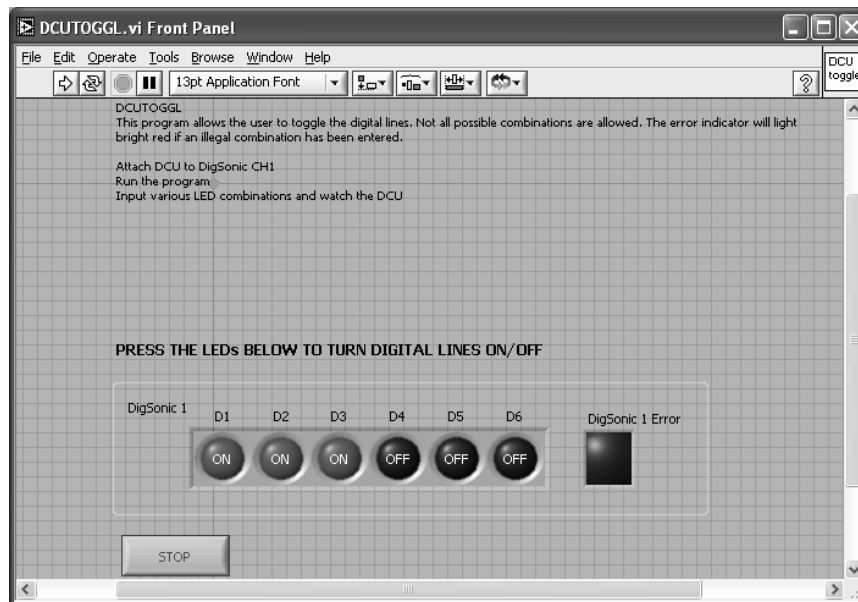 DCUTOGGL.vi Front Panel
File Edit Operate Tools Browse Window Help
13pt Application Font
DCU
toggle
DCUTOGGL
This program allows the user to toggle the digital lines. Not all possible combinations are allowed. The error indicator will light
bright red if an illegal combination has been entered.
Attach DCU to DigSonic CH1
Run the program
Input various LED combinations and watch the DCU
PRESS THE LEDs BELOW TO TURN DIGITAL LINES ON/OFF
DigSonic 1
D1 D2 D3 D4 D5 D6
DigSonic 1 Error
ON ON ON OFF OFF OFF
STOP